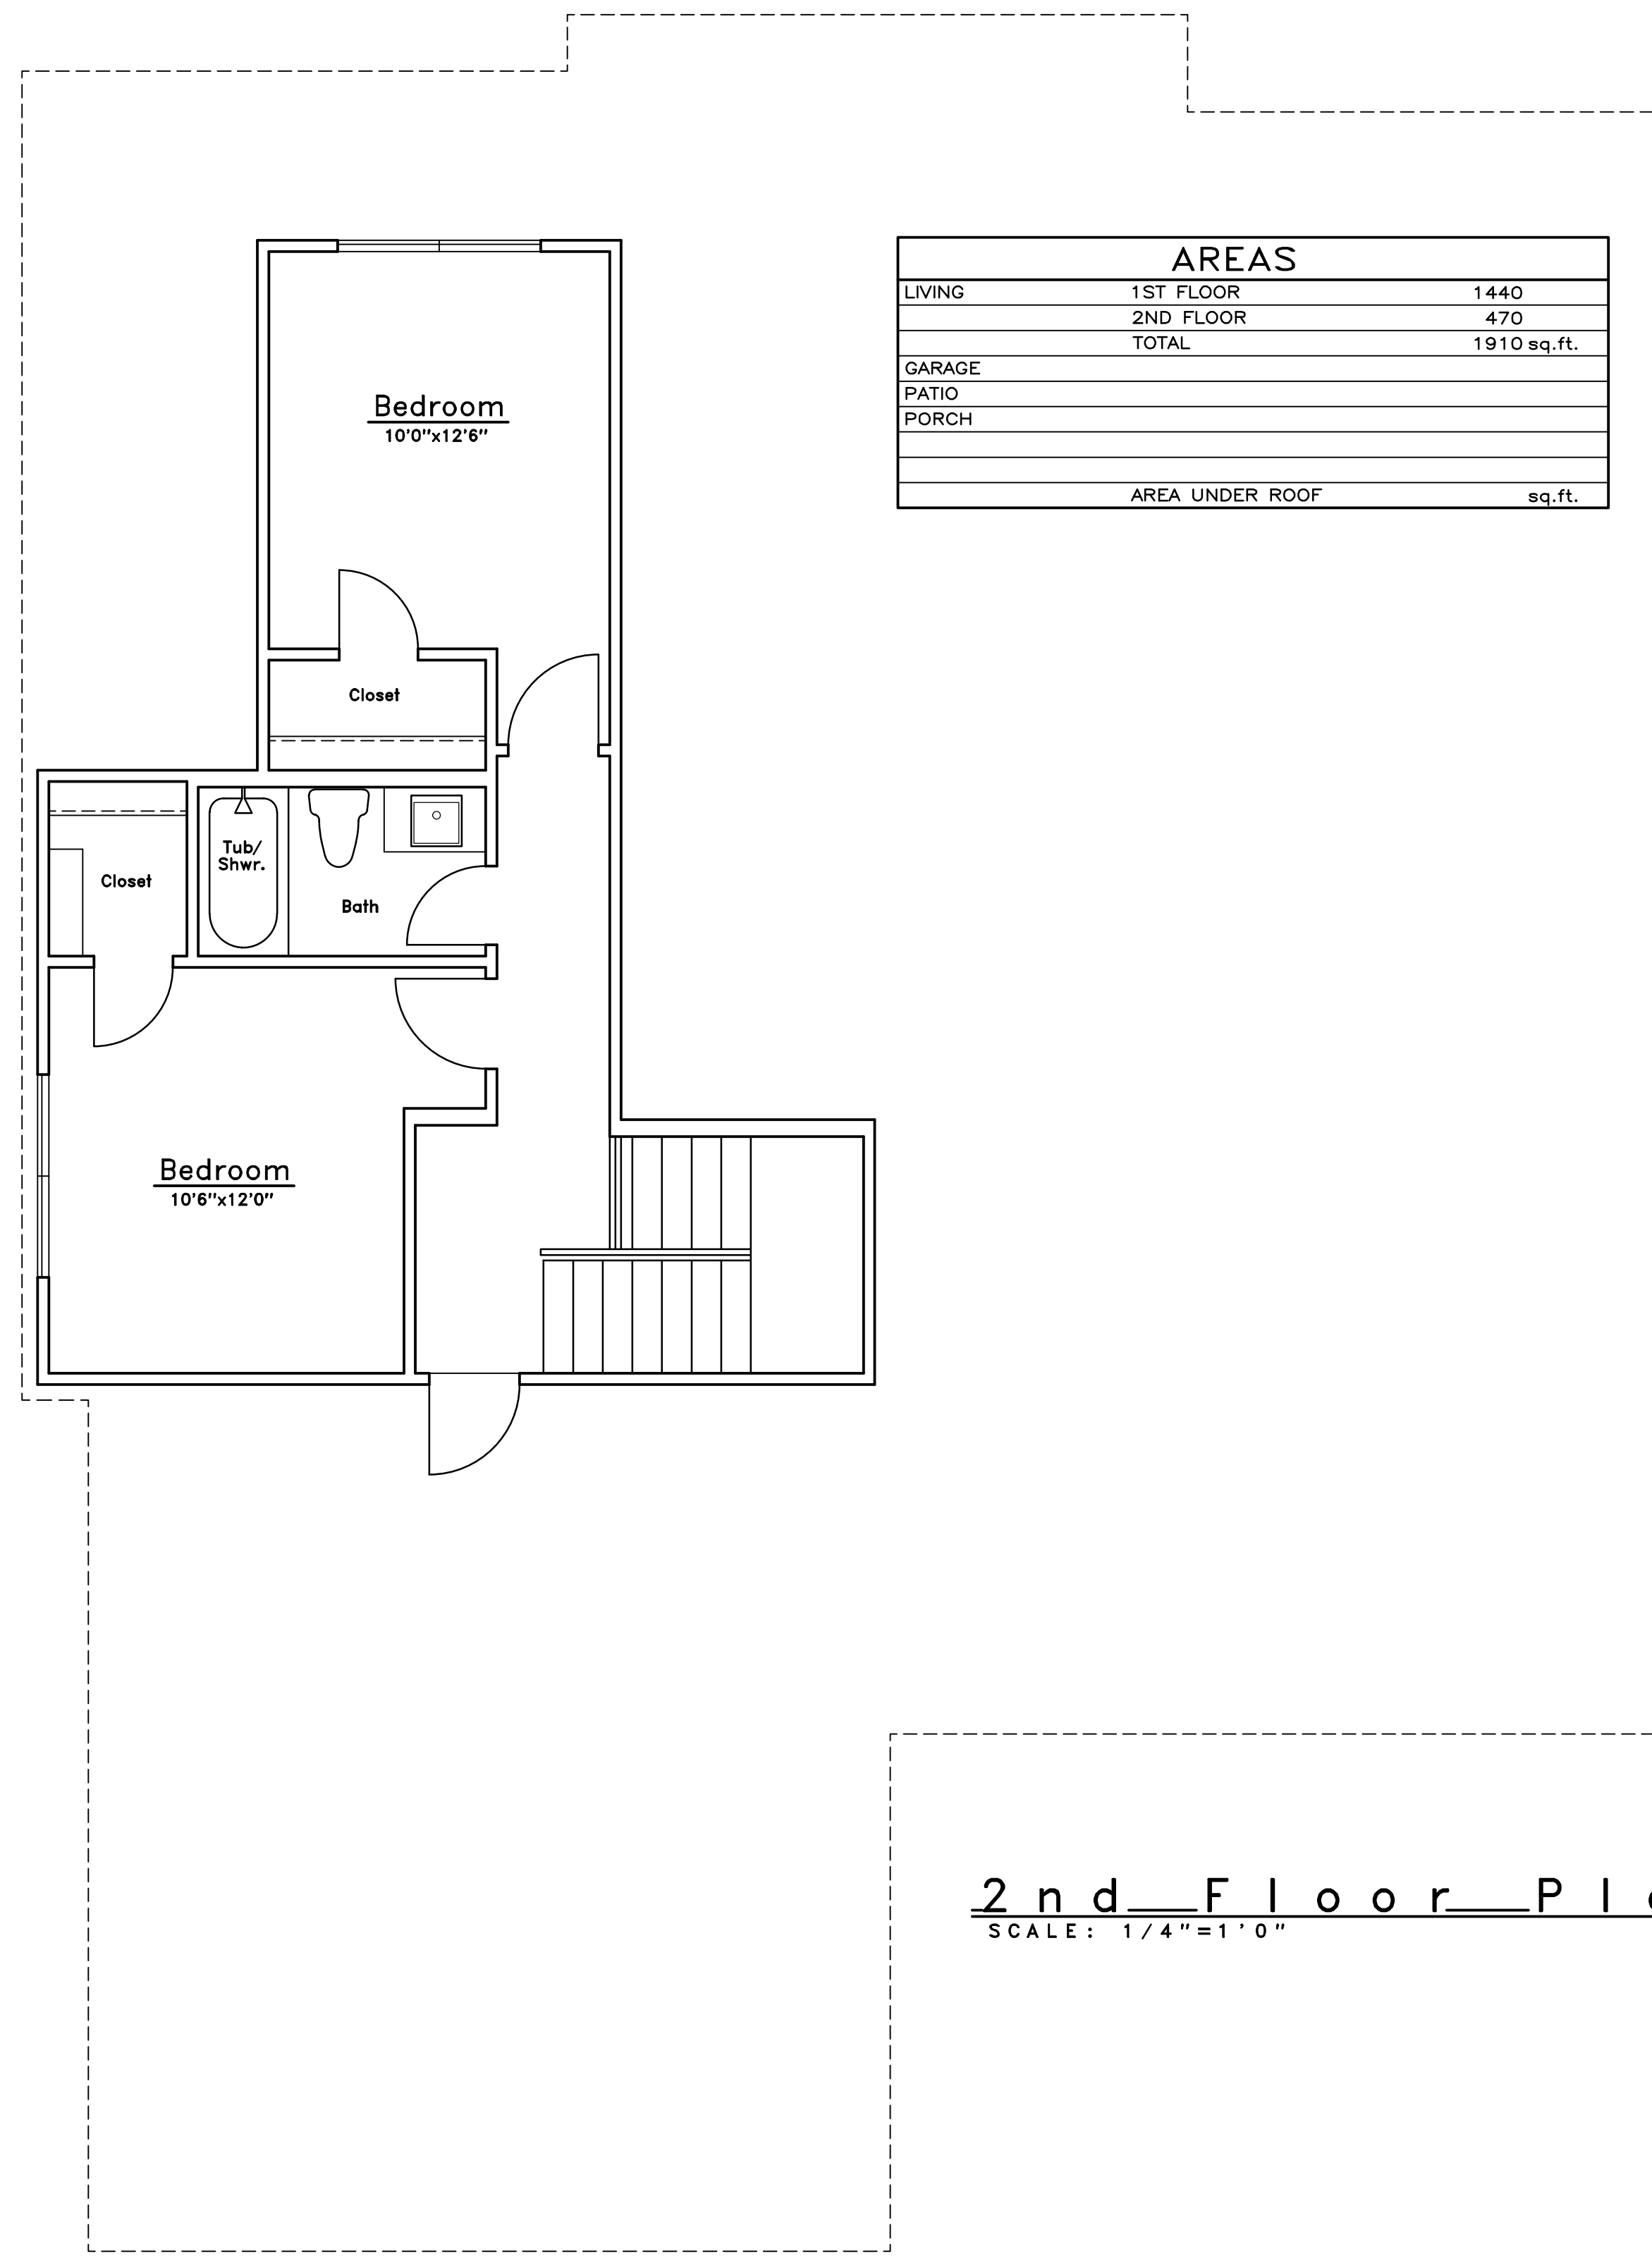 AREAS
LIVING 1ST FLOOR 1440
2ND FLOOR 470
TOTAL 1910 sq.ft.
GARAGE
PATIO
PORCH
AREA UNDER ROOF sq.ft.
Bedroom
10'0"x12'6"
Closet
Tub/
Shwr.
Closet
Bath
Bedroom
10'6"x12'0"
2nd Floor
SCALE: 1/4"=1'0"